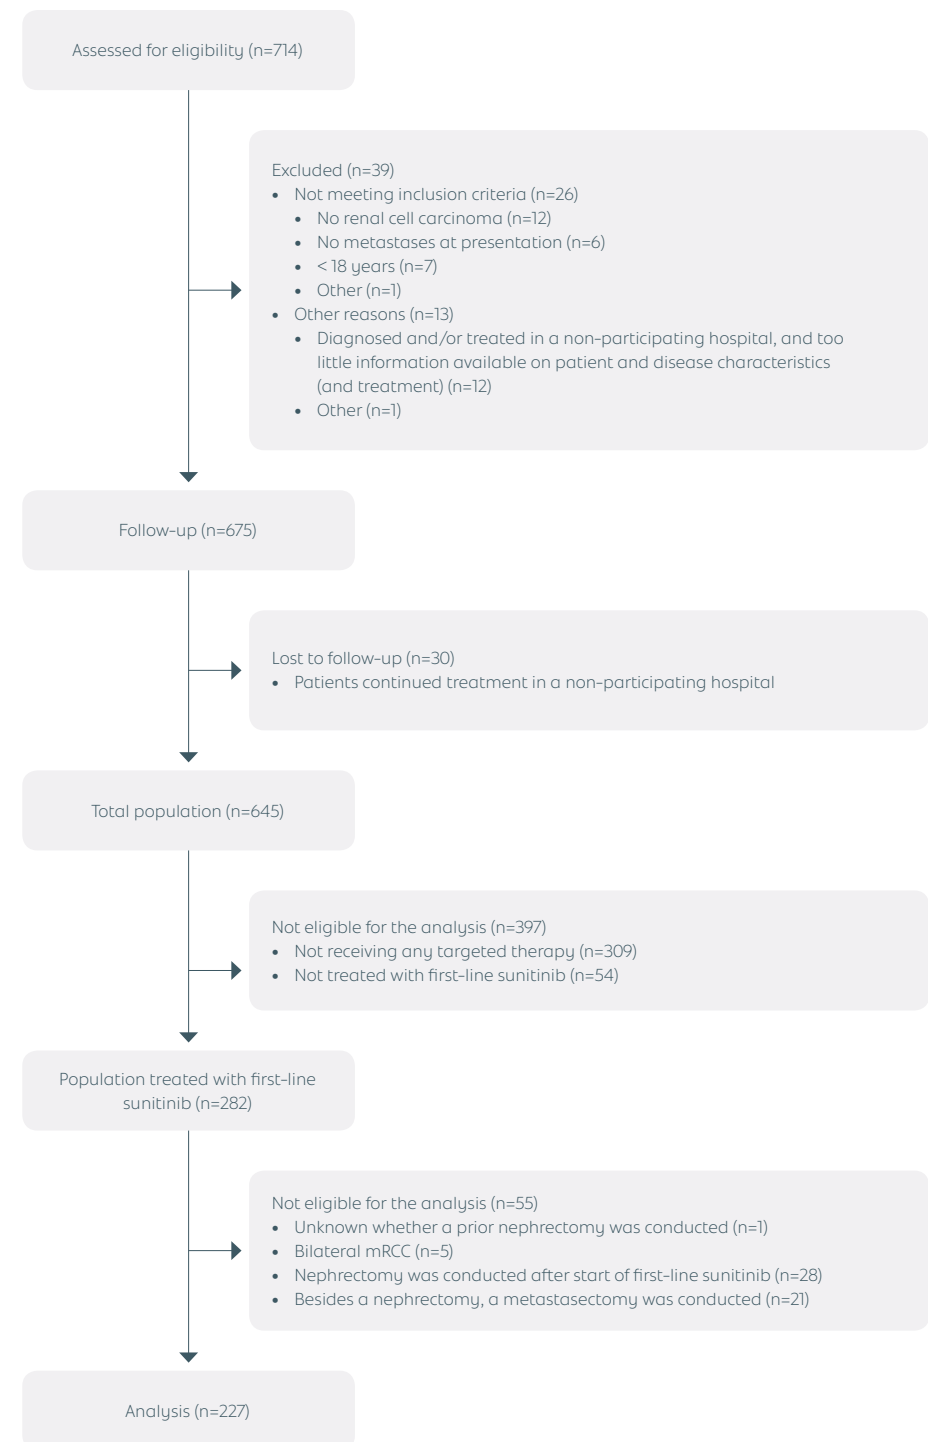 Assessed for eligibility (n=714)
Excluded (n=39)
• Not meeting inclusion criteria (n=26)
• No renal cell carcinoma (n=12)
• No metastases at presentation (n=6)
• < 18 years (n=7)
• Other (n=1)
• Other reasons (n=13)
• Diagnosed and/or treated in a non-participating hospital, and too
little information available on patient and disease characteristics
(and treatment) (n=12)
• Other (n=1)
Follow-up (n=675)
Lost to follow-up (n=30)
• Patients continued treatment in a non-participating hospital
Total population (n=645)
Not eligible for the analysis (n=397)
• Not receiving any targeted therapy (n=309)
• Not treated with first-line sunitinib (n=54)
Population treated with first-line
sunitinib (n=282)
Not eligible for the analysis (n=55)
• Unknown whether a prior nephrectomy was conducted (n=1)
• Bilateral mRCC (n=5)
• Nephrectomy was conducted after start of first-line sunitinib (n=28)
• Besides a nephrectomy, a metastasectomy was conducted (n=21)
Analysis (n=227)